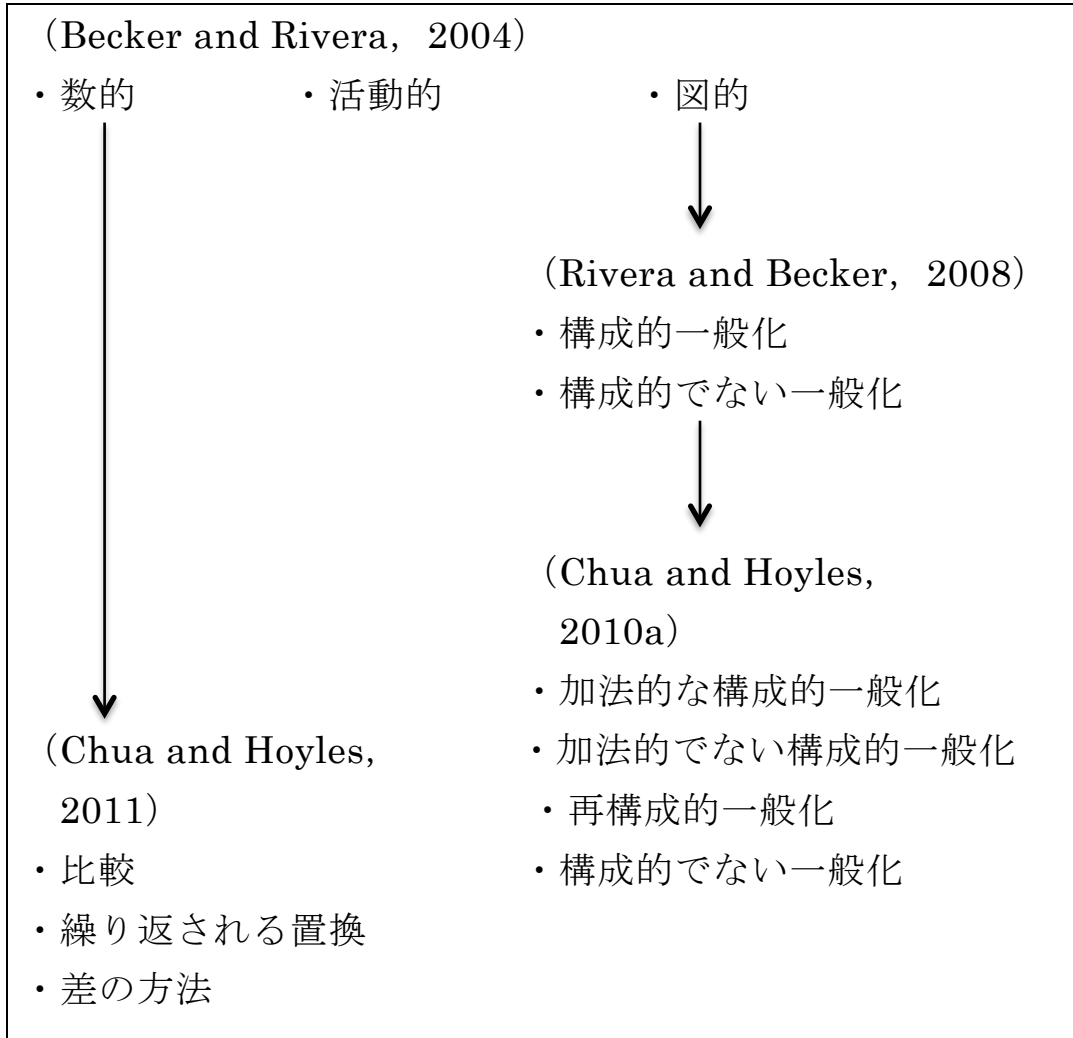 （Becker and Rivera，2004）
・数的　・活動的　・図的
（Rivera and Becker，2008）
・構成的一般化
・構成的でない一般化
（Chua and Hoyles，
2010a）
・加法的な構成的一般化
・加法的でない構成的一般化
・再構成的一般化
・構成的でない一般化
（Chua and Hoyles，
2011）
・比較
・繰り返される置換
・差の方法